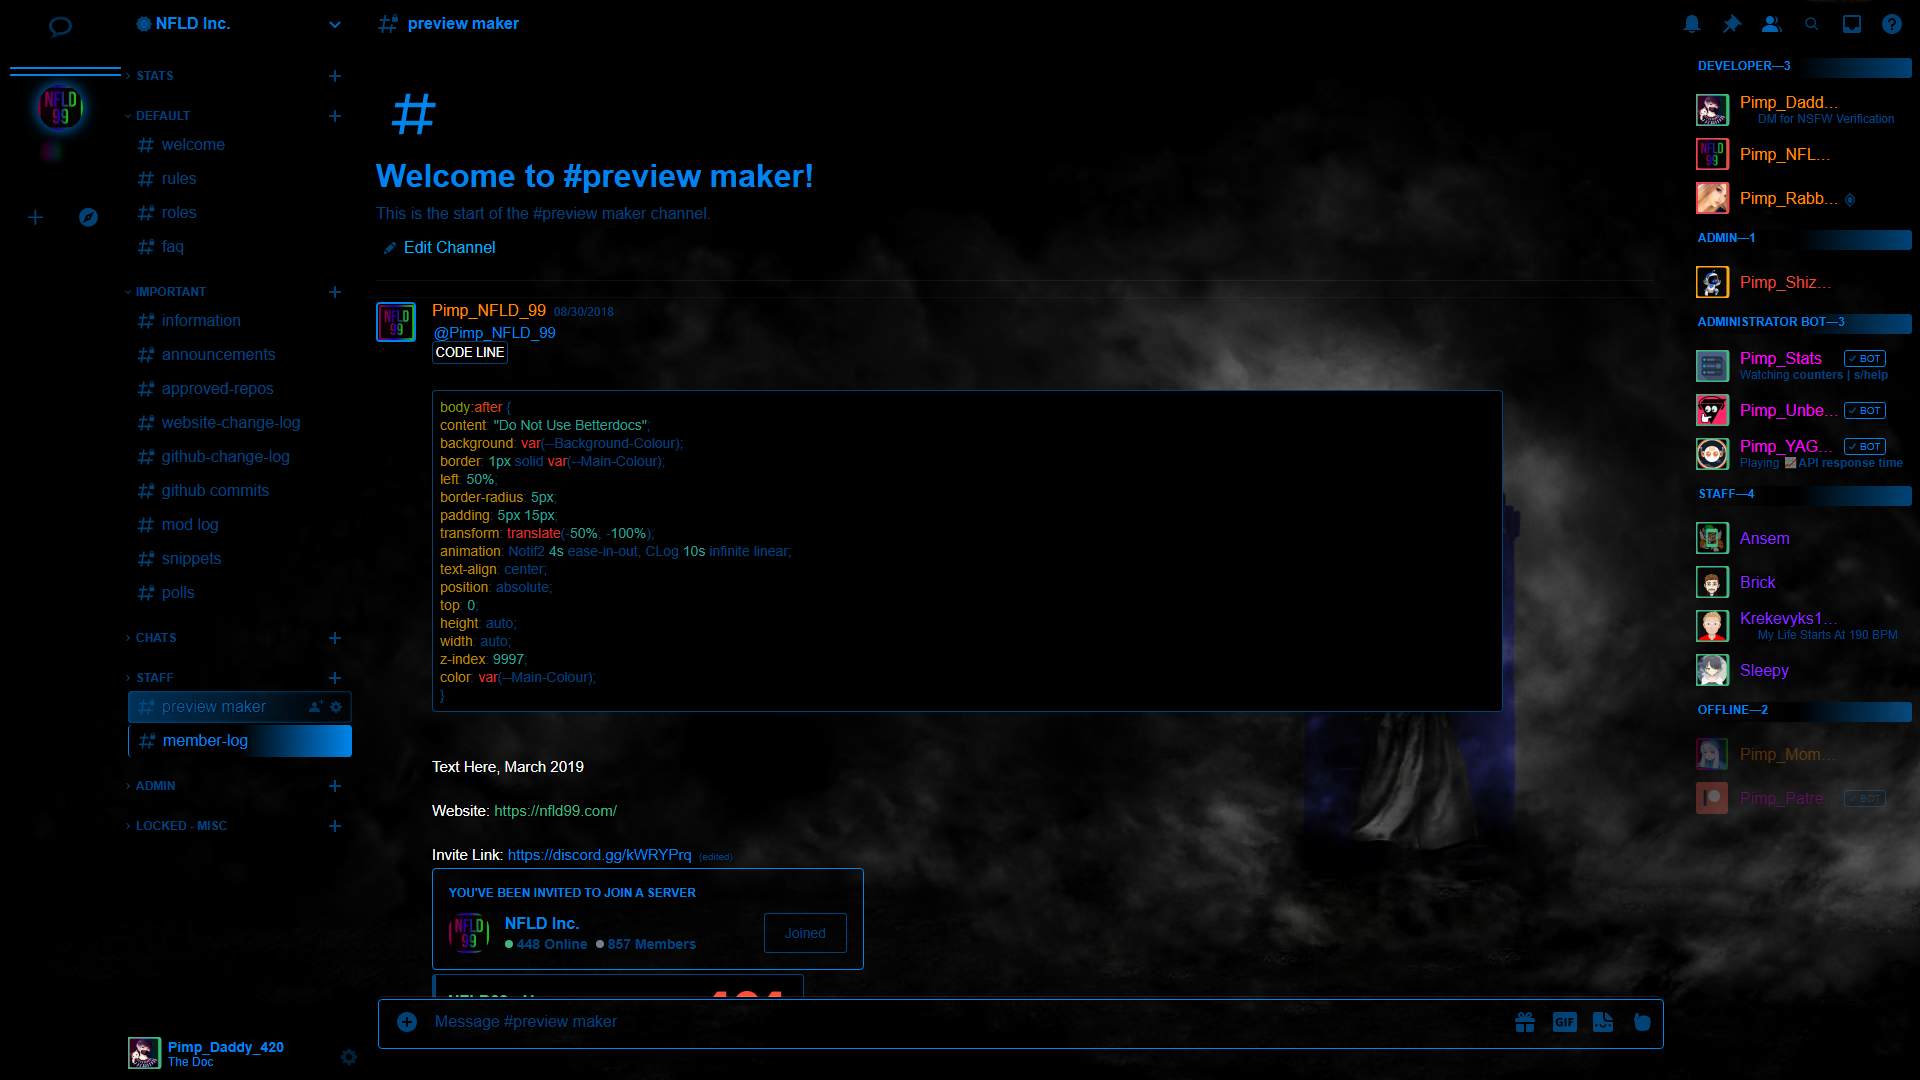 NFLD Inc.
STATS
NFLD
99
DEFAULT
welcome
rules
roles
faq
IMPORTANT
information
announcements
approved-repos
website-change-log
github-change-log
github commits
mod log
snippets
polls
CHATS
STAFF
preview maker
member-log
ADMIN
LOCKED - MISC
Pimp_Daddy_420
The Doc
preview maker
Welcome to #preview maker!
This is the start of the #preview maker channel.
Edit Channel
NFLD
99
Pimp_NFLD_99 08/30/2018
@Pimp_NFLD_99
CODE LINE
body:after {
content: "Do Not Use Betterdocs";
background: var(--Background-Colour);
border: 1px solid var(--Main-Colour);
left: 50%;
border-radius: 5px;
padding: 5px 15px;
transform: translate(-50%, -100%);
animation: Notif2 4s ease-in-out, CLog 10s infinite linear;
text-align: center;
position: absolute;
top: 0;
height: auto;
width: auto;
z-index: 9997;
color: var(--Main-Colour);
}
Text Here, March 2019
Website: https://nfld99.com/
Invite Link: https://discord.gg/kWRYPrq (edited)
YOU'VE BEEN INVITED TO JOIN A SERVER
NFLD
99
NFLD Inc.
448 Online 857 Members
Joined
Message #preview maker
GIF
DEVELOPER—3
Pimp_Dadd...
DM for NSFW Verification
NFLD
99
Pimp_NFL...
Pimp_Rabb...
ADMIN—1
Pimp_Shiz...
ADMINISTRATOR BOT—3
Pimp_Stats ✓ BOT
Watching counters | s/help
Pimp_Unbe... ✓ BOT
Pimp_YAG... ✓ BOT
Playing 📈API response time
STAFF—4
Ansem
Brick
Krekevyks1...
My Life Starts At 190 BPM
Sleepy
OFFLINE—2
Pimp_Mom...
Pimp_Patre... ✓ BOT